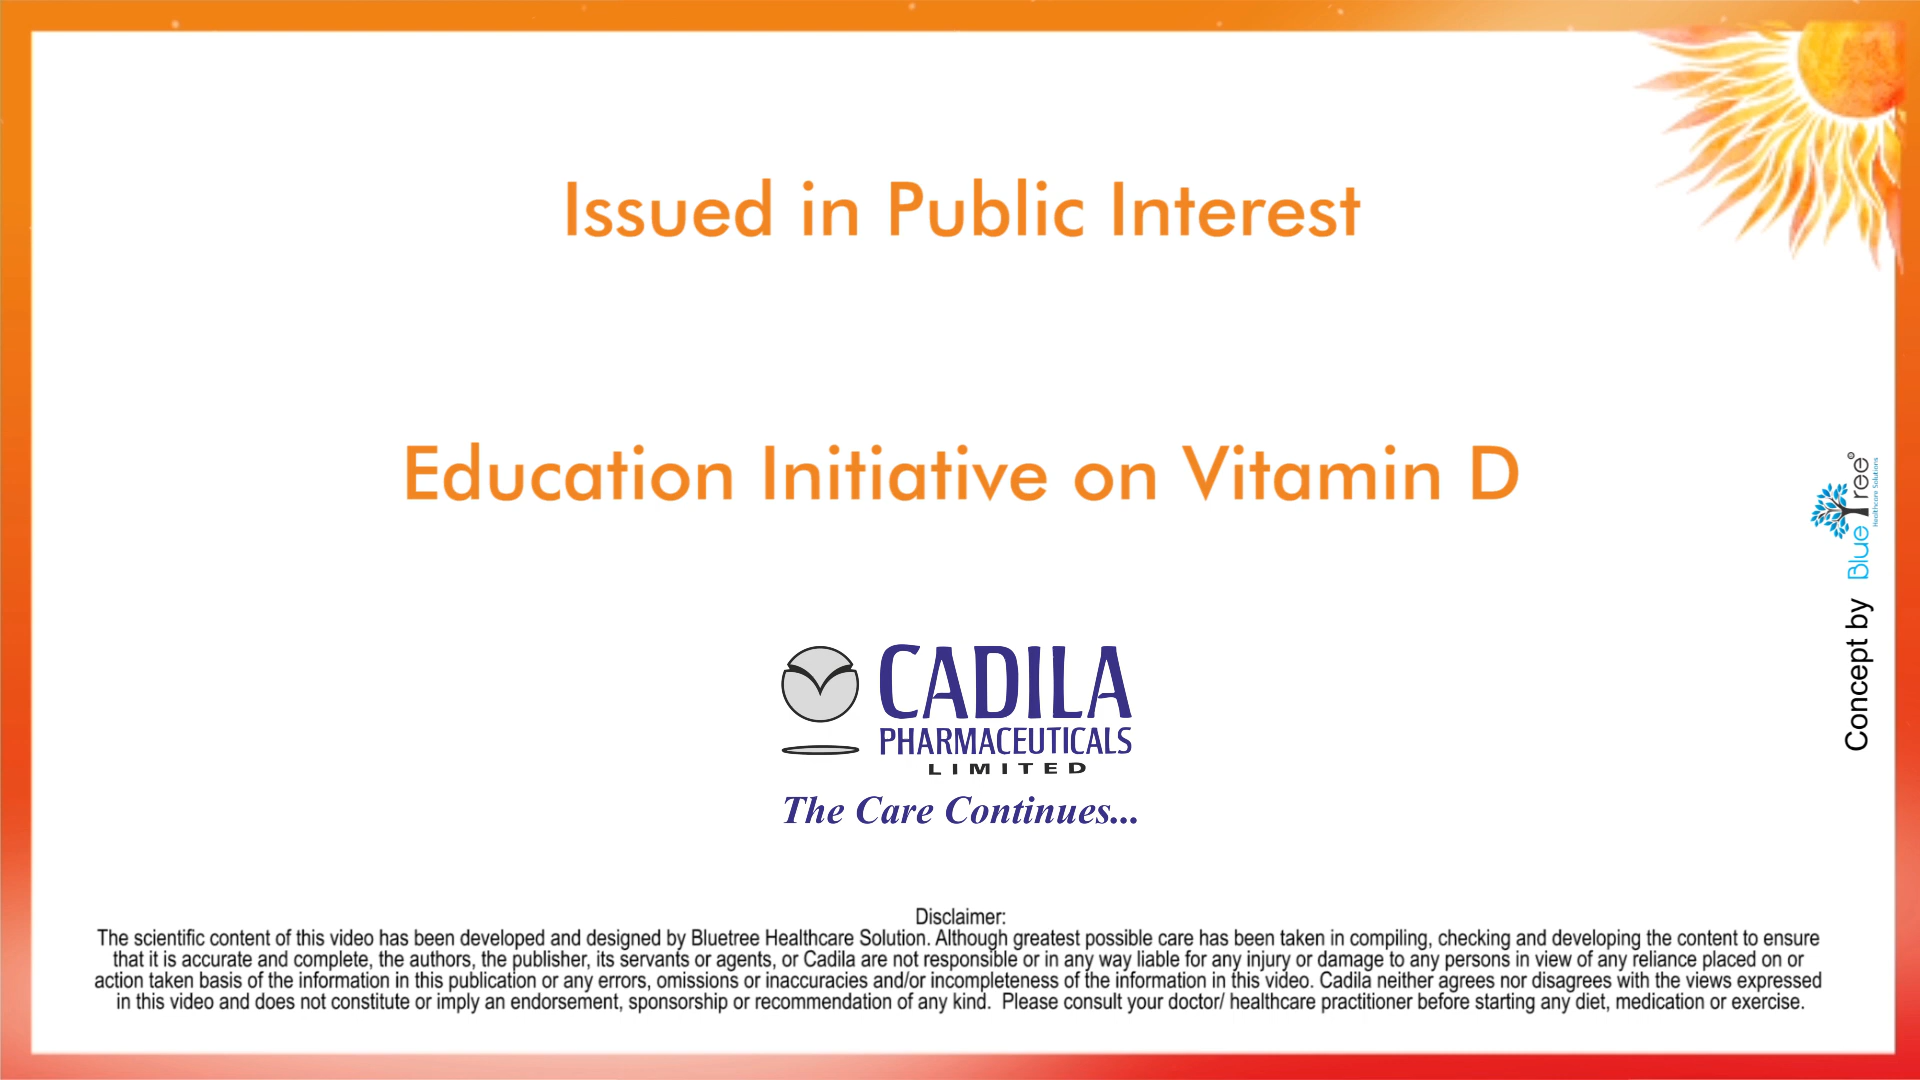 Issued in Public Interest
Education Initiative on Vitamin D
CADILA
PHARMACEUTICALS
LIMITED
The Care Continues...
Concept by Blue Tree®
Healthcare Solutions
Disclaimer:
The scientific content of this video has been developed and designed by Bluetree Healthcare Solution. Although greatest possible care has been taken in compiling, checking and developing the content to ensure
that it is accurate and complete, the authors, the publisher, its servants or agents, or Cadila are not responsible or in any way liable for any injury or damage to any persons in view of any reliance placed on or
action taken basis of the information in this publication or any errors, omissions or inaccuracies and/or incompleteness of the information in this video. Cadila neither agrees nor disagrees with the views expressed
in this video and does not constitute or imply an endorsement, sponsorship or recommendation of any kind.  Please consult your doctor/ healthcare practitioner before starting any diet, medication or exercise.